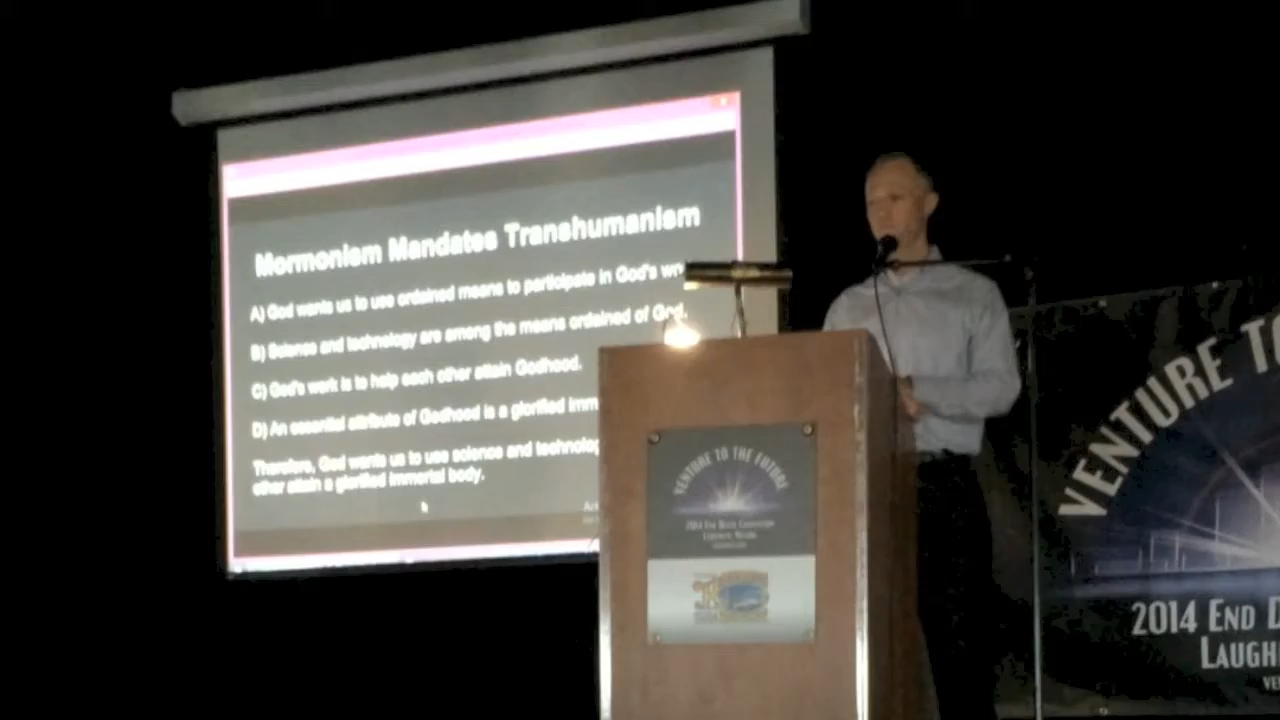 Mormonism Mandates Transhumanism
A) God wants us to use ordained means to participate in God's
B) Science and technology are among the means ordained of God.
C) God's work is to help each other attain Godhood.
D) An essential attribute of Godhood is a glorified
Therefore, God wants us to use science and
other attain a glorified immortal body.
VENTURE TO THE FUTURE
2014 End
VENTURE
2014 END